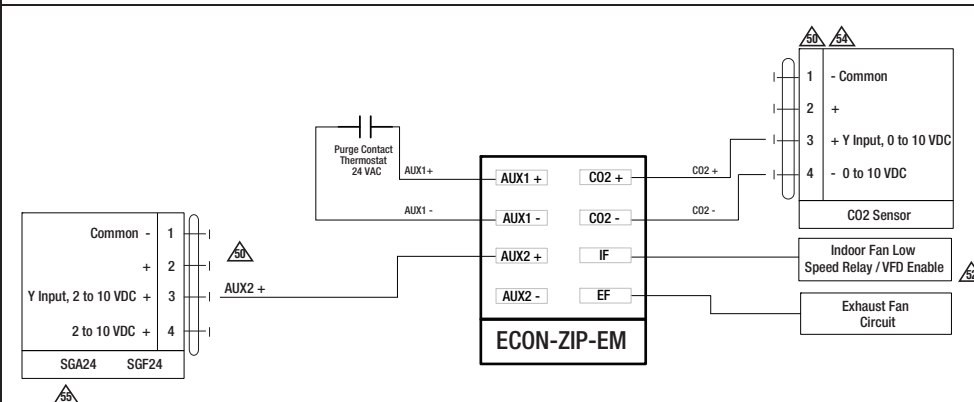 50 54
1 - Common
2 +
3 + Y Input, 0 to 10 VDC
4 - 0 to 10 VDC
CO2 Sensor
Purge Contact
Thermostat
24 VAC
AUX1+
AUX1 -
CO2 +
CO2 -
AUX1 + CO2 +
AUX1 - CO2 -
AUX2 + IF
AUX2 - EF
ECON-ZIP-EM
Indoor Fan Low
Speed Relay / VFD Enable
52
Exhaust Fan
Circuit
Common - 1
+ 2
Y Input, 2 to 10 VDC + 3
2 to 10 VDC + 4
SGA24 SGF24
50
AUX2 +
55